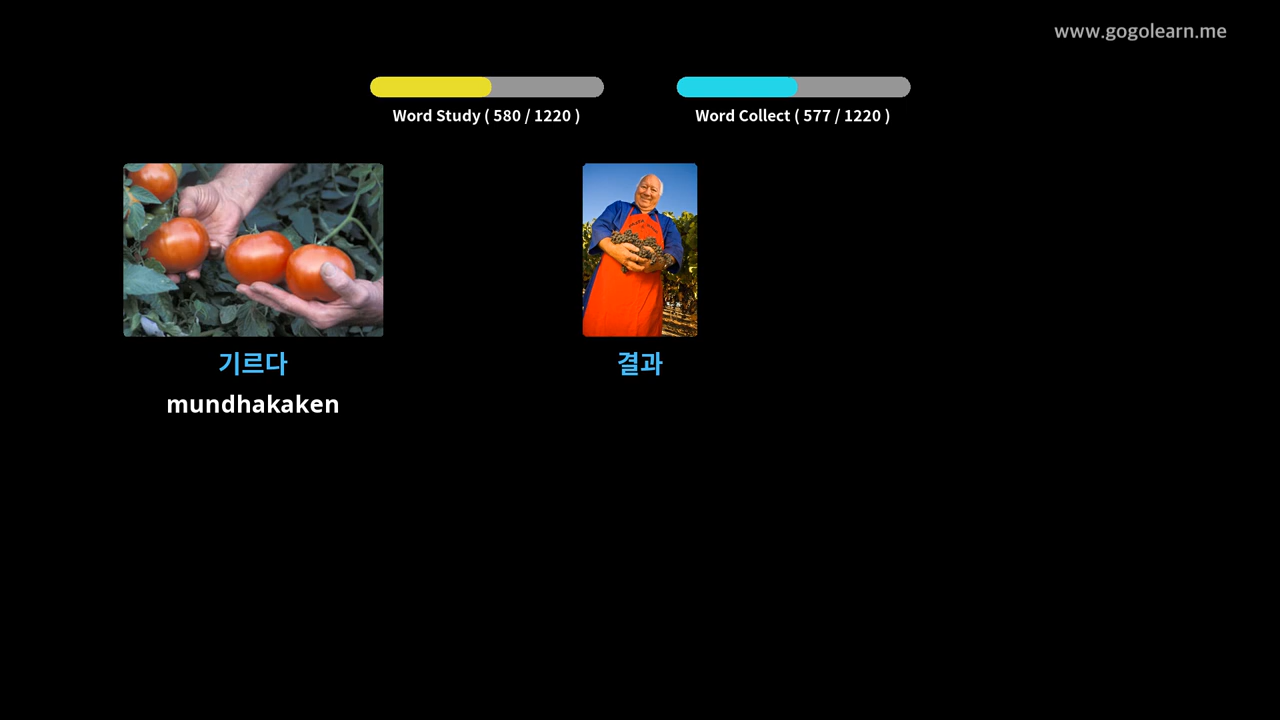 www.gogolearn.me
Word Study ( 580 / 1220 )
Word Collect ( 577 / 1220 )
기르다
결과
mundhakaken